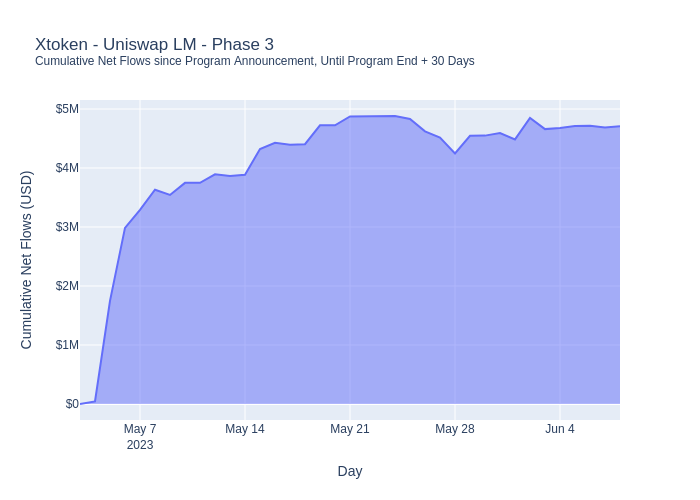 Xtoken - Uniswap LM - Phase 3
Cumulative Net Flows since Program Announcement, Until Program End + 30 Days
Cumulative Net Flows (USD)
$5M
$4M
$3M
$2M
$1M
$0
May 7
2023
May 14
May 21
May 28
Jun 4
Day